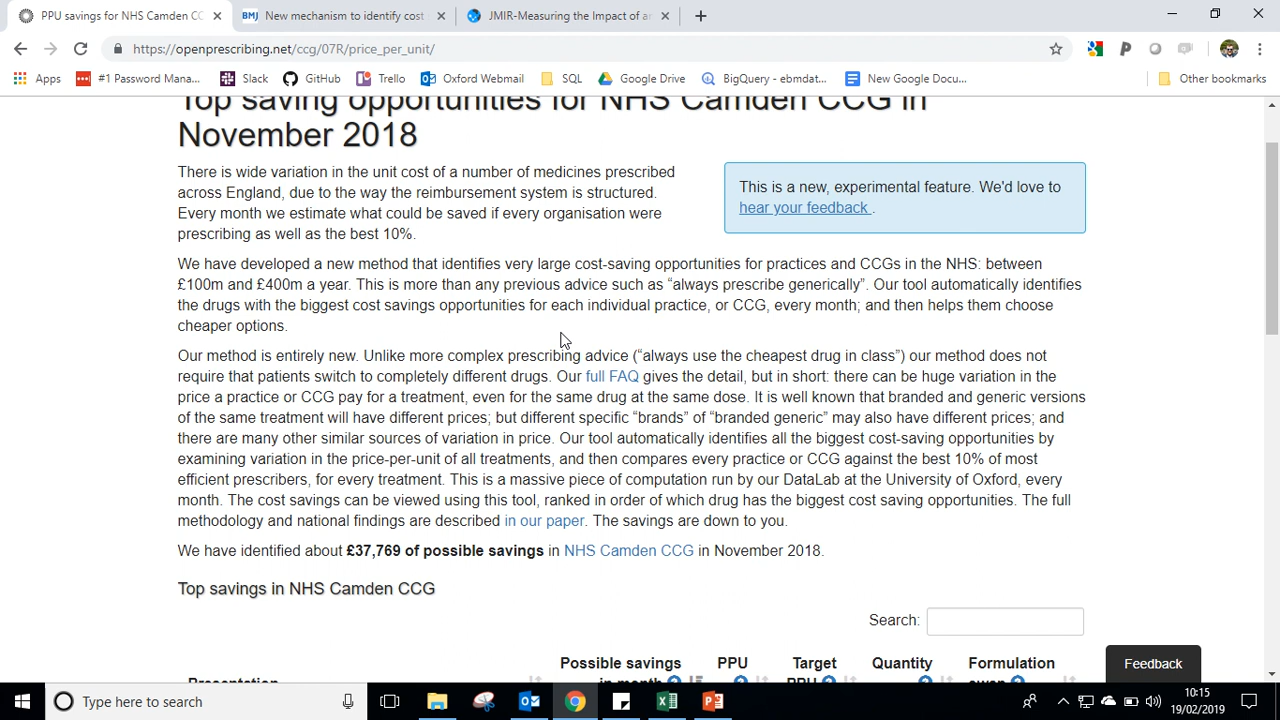 PPU savings for NHS Camden CC
New mechanism to identify cost
JMIR-Measuring the Impact of an
https://openprescribing.net/ccg/07R/price_per_unit/
Apps
#1 Password Mana...
Slack
GitHub
Trello
Oxford Webmail
SQL
Google Drive
BigQuery - ebmdat...
New Google Docu...
Other bookmarks
Top saving opportunities for NHS Camden CCG in
November 2018
There is wide variation in the unit cost of a number of medicines prescribed
across England, due to the way the reimbursement system is structured.
Every month we estimate what could be saved if every organisation were
prescribing as well as the best 10%.
This is a new, experimental feature. We'd love to
hear your feedback .
We have developed a new method that identifies very large cost-saving opportunities for practices and CCGs in the NHS: between
£100m and £400m a year. This is more than any previous advice such as “always prescribe generically”. Our tool automatically identifies
the drugs with the biggest cost savings opportunities for each individual practice, or CCG, every month; and then helps them choose
cheaper options.
Our method is entirely new. Unlike more complex prescribing advice (“always use the cheapest drug in class”) our method does not
require that patients switch to completely different drugs. Our full FAQ gives the detail, but in short: there can be huge variation in the
price a practice or CCG pay for a treatment, even for the same drug at the same dose. It is well known that branded and generic versions
of the same treatment will have different prices; but different specific “brands” of “branded generic” may also have different prices; and
there are many other similar sources of variation in price. Our tool automatically identifies all the biggest cost-saving opportunities by
examining variation in the price-per-unit of all treatments, and then compares every practice or CCG against the best 10% of most
efficient prescribers, for every treatment. This is a massive piece of computation run by our DataLab at the University of Oxford, every
month. The cost savings can be viewed using this tool, ranked in order of which drug has the biggest cost saving opportunities. The full
methodology and national findings are described in our paper. The savings are down to you.
We have identified about £37,769 of possible savings in NHS Camden CCG in November 2018.
Top savings in NHS Camden CCG
Search:
Possible savings PPU Target Quantity Formulation
Presentation in month PPU swap
Feedback
Type here to search
10:15
19/02/2019